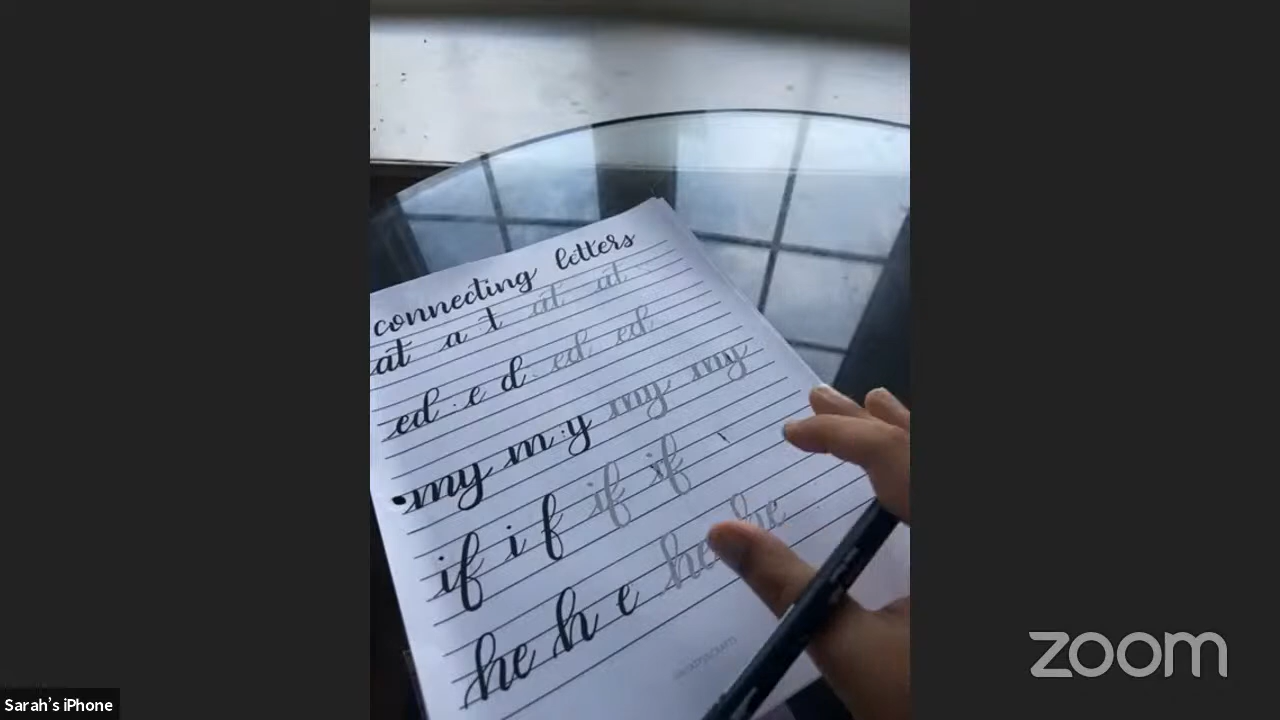 connecting letters
at a t at at
ed e d ed ed
my m y my my
if i f if if
he h e he he
Sarah's iPhone
zoom